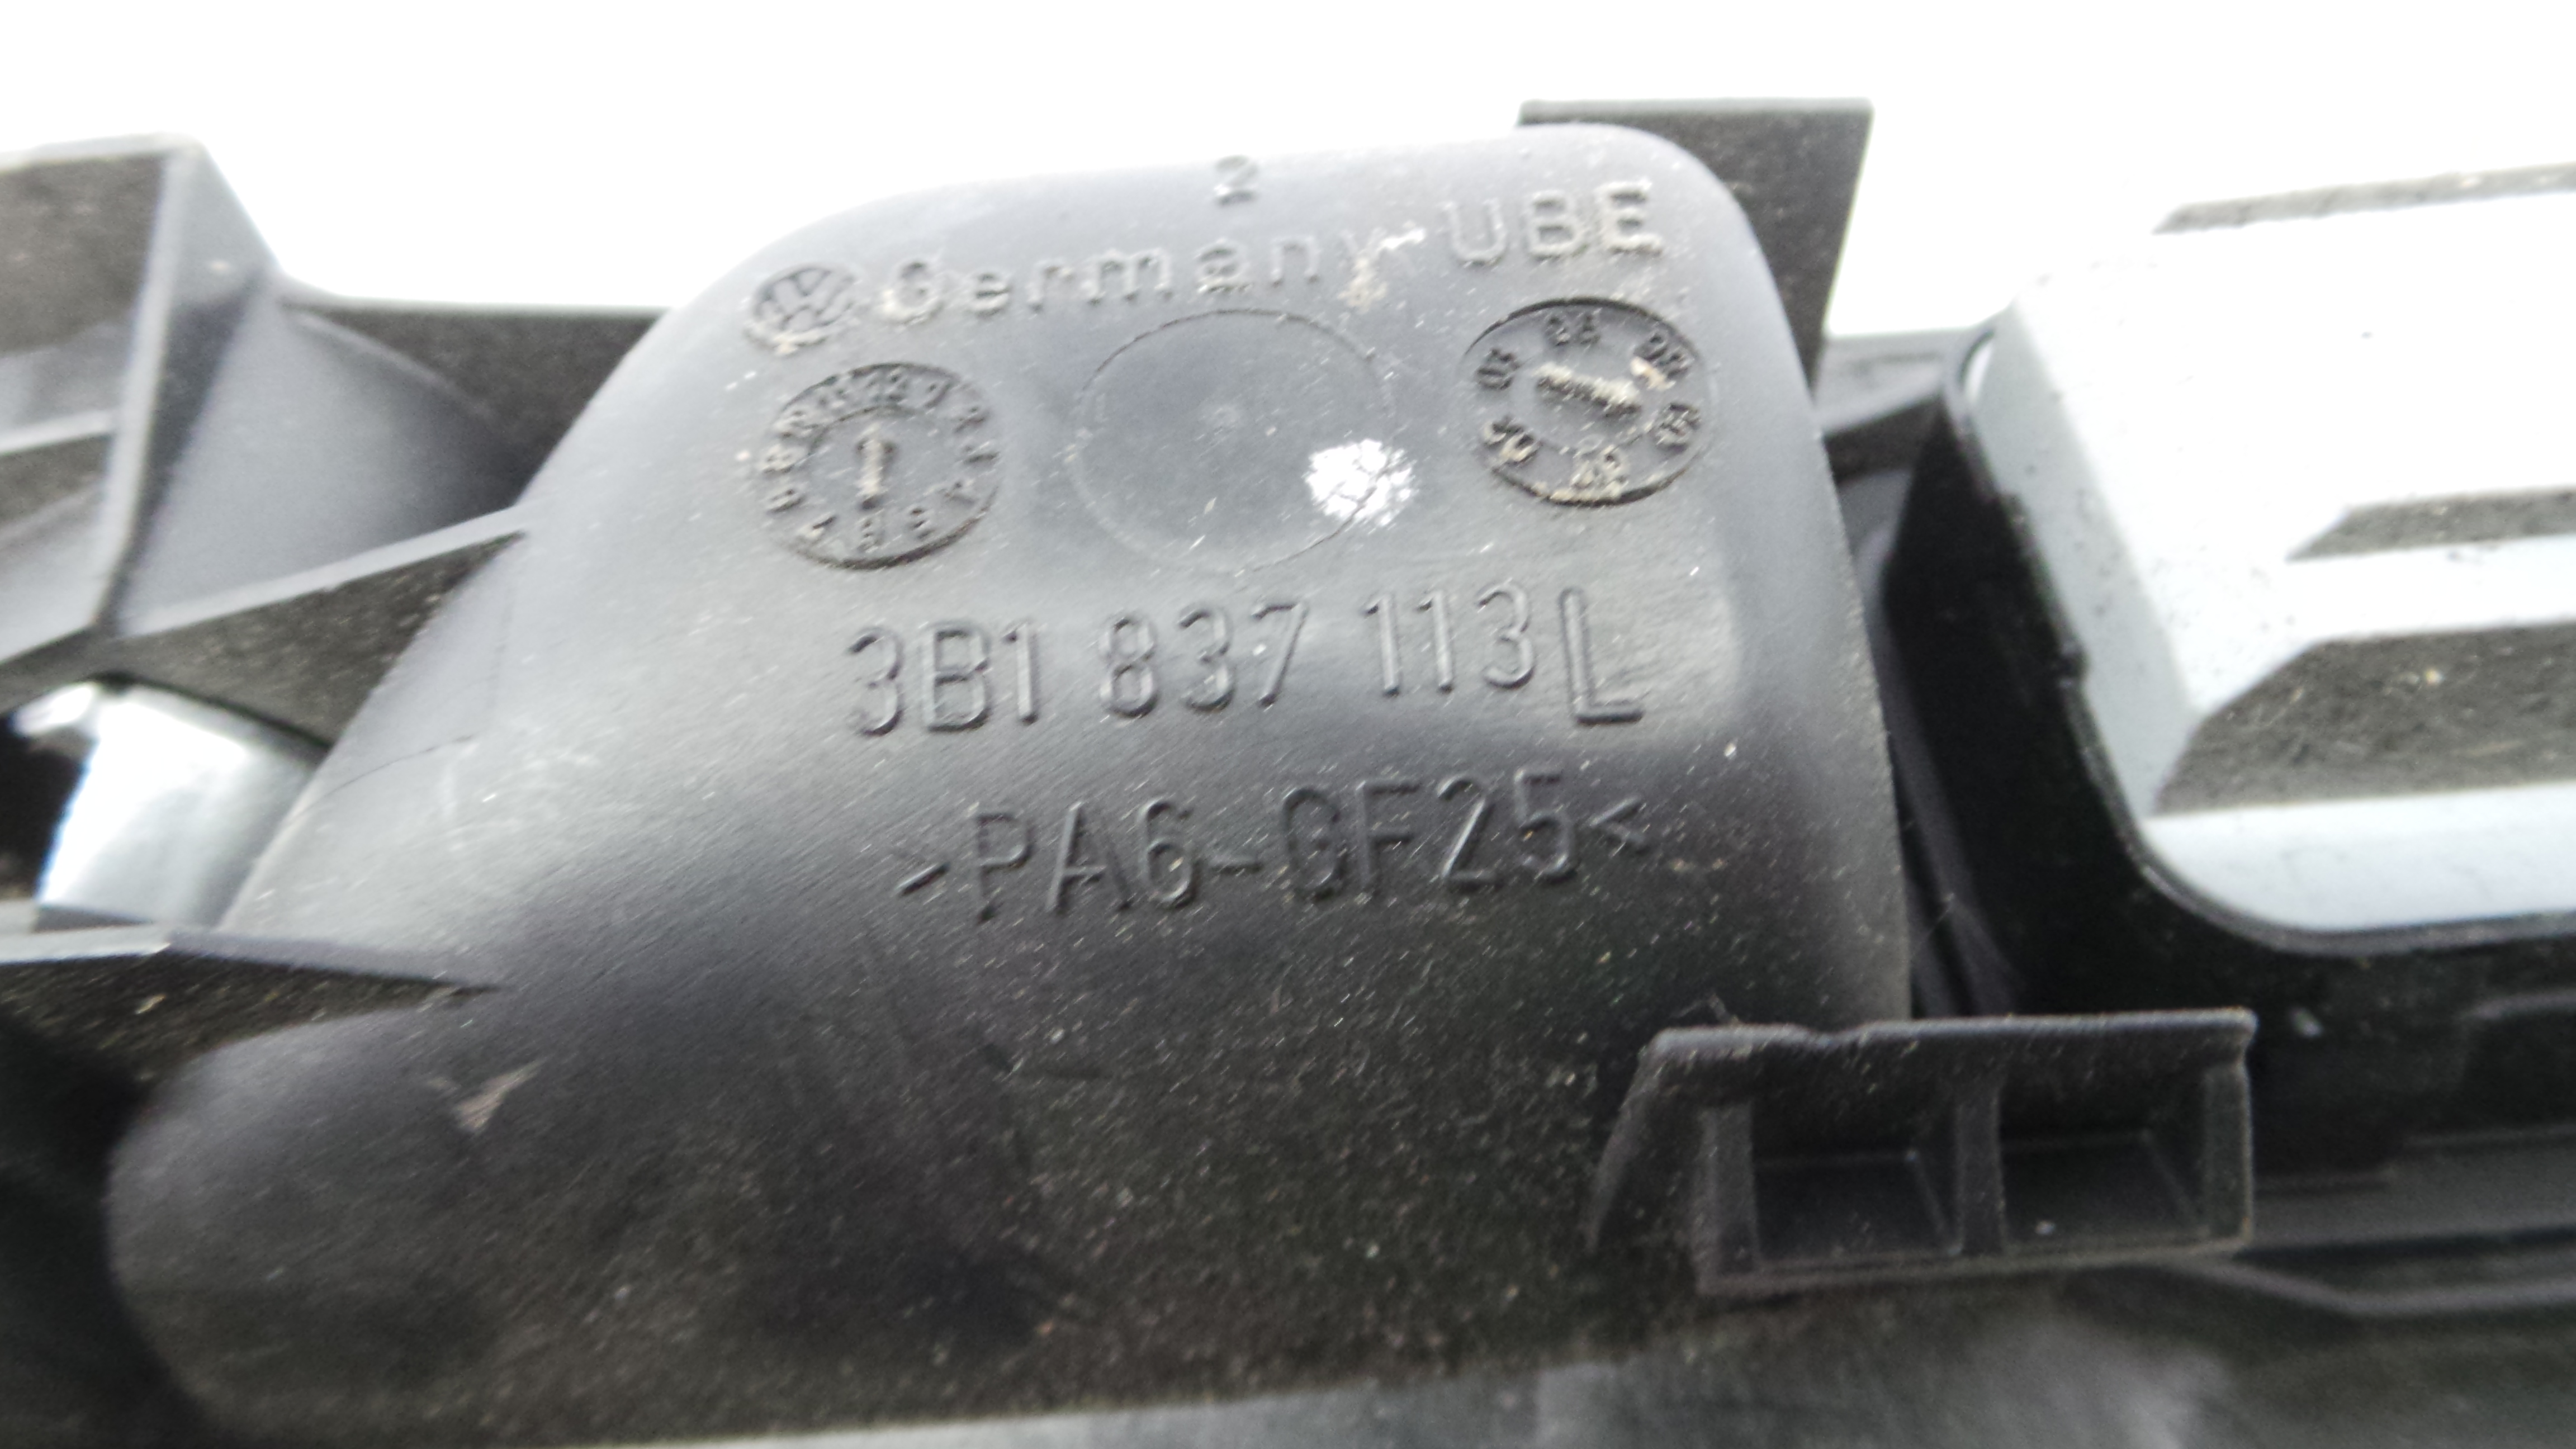 2
Germany UBE
3B1 837 113 L
>PA6-GF25<